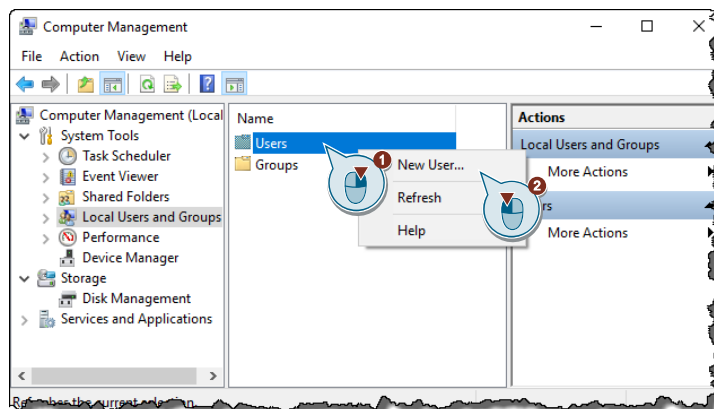 Computer Management
File Action View Help
Computer Management (Local
System Tools
Task Scheduler
Event Viewer
Shared Folders
Local Users and Groups
Performance
Device Manager
Storage
Disk Management
Services and Applications
Name
Users
Groups
1
New User...
2
Refresh
Help
Actions
Local Users and Groups
More Actions
rs
More Actions